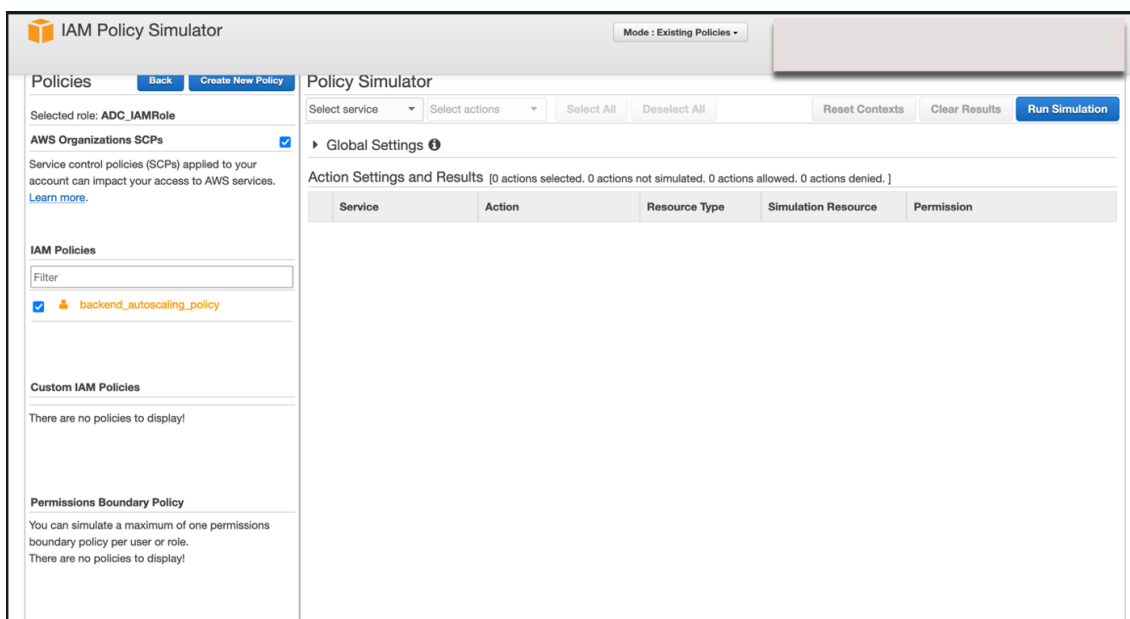 IAM Policy Simulator
Mode : Existing Policies
Policies
Back
Create New Policy
Selected role: ADC_IAMRole
AWS Organizations SCPs
Service control policies (SCPs) applied to your
account can impact your access to AWS services.
Learn more.
IAM Policies
Filter
backend_autoscaling_policy
Custom IAM Policies
There are no policies to display!
Permissions Boundary Policy
You can simulate a maximum of one permissions
boundary policy per user or role.
There are no policies to display!
Policy Simulator
Select service
Select actions
Select All
Deselect All
Reset Contexts
Clear Results
Run Simulation
Global Settings
Action Settings and Results [0 actions selected. 0 actions not simulated. 0 actions allowed. 0 actions denied. ]
Service Action Resource Type Simulation Resource Permission